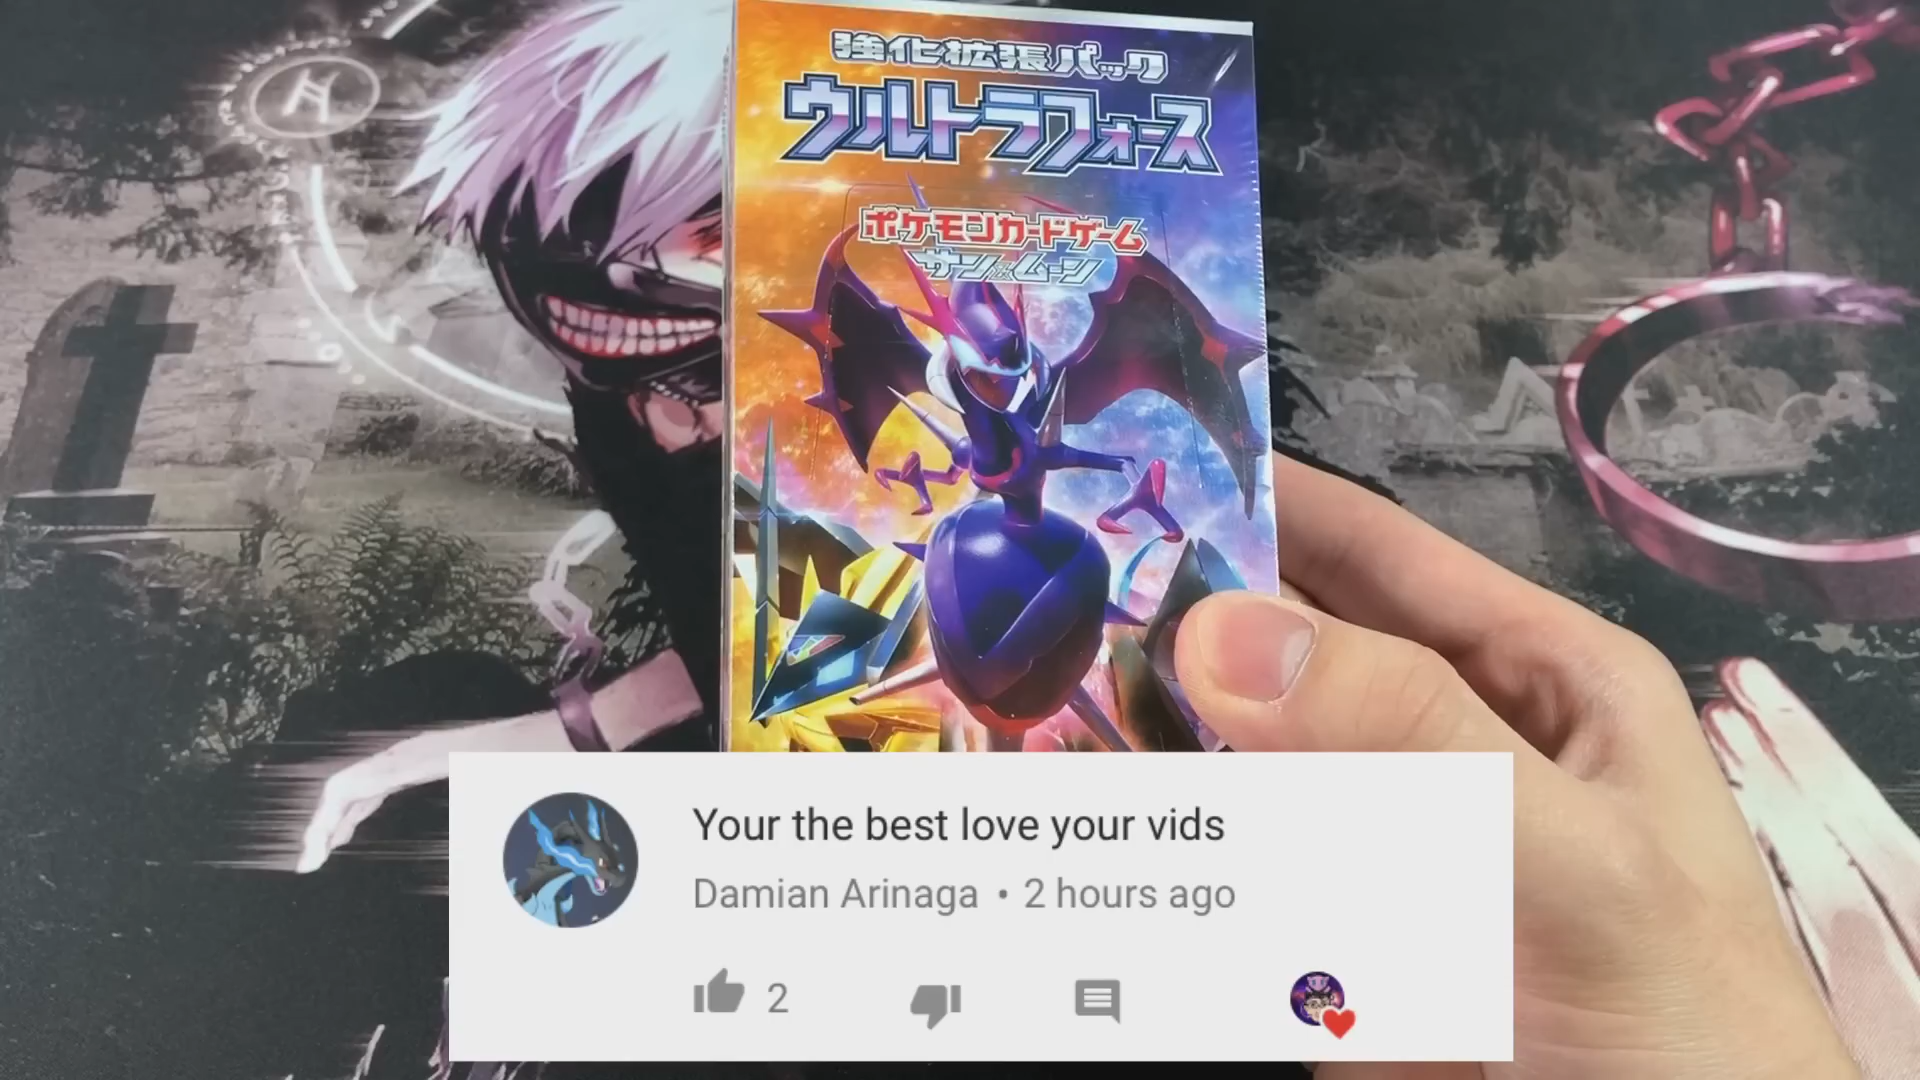 強化拡張パック
ウルトラフォース
ポケモンカードゲーム
サン&ムーン
Your the best love your vids
Damian Arinaga • 2 hours ago
2